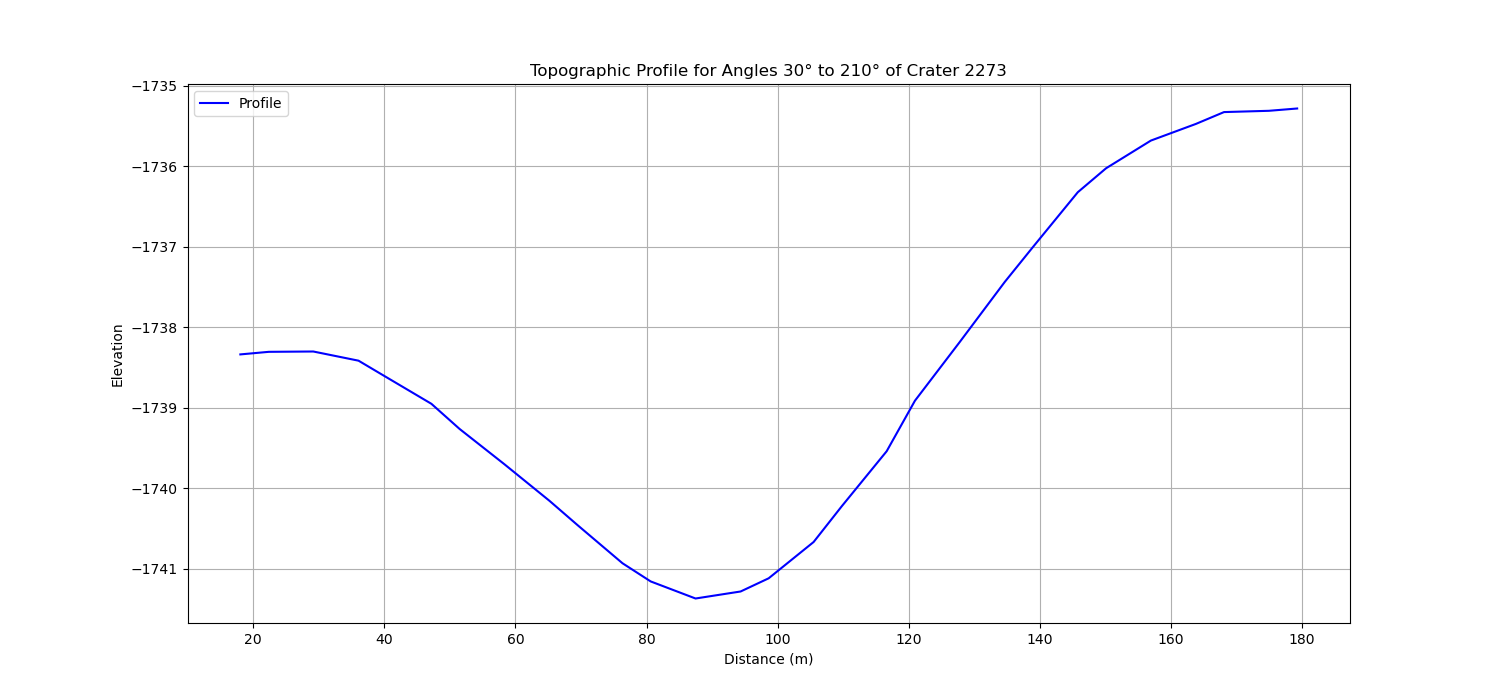 Topographic Profile for Angles 30° to 210° of Crater 2273
Profile
−1735
−1736
−1737
−1738
−1739
−1740
−1741
Elevation
20 40 60 80 100 120 140 160 180
Distance (m)